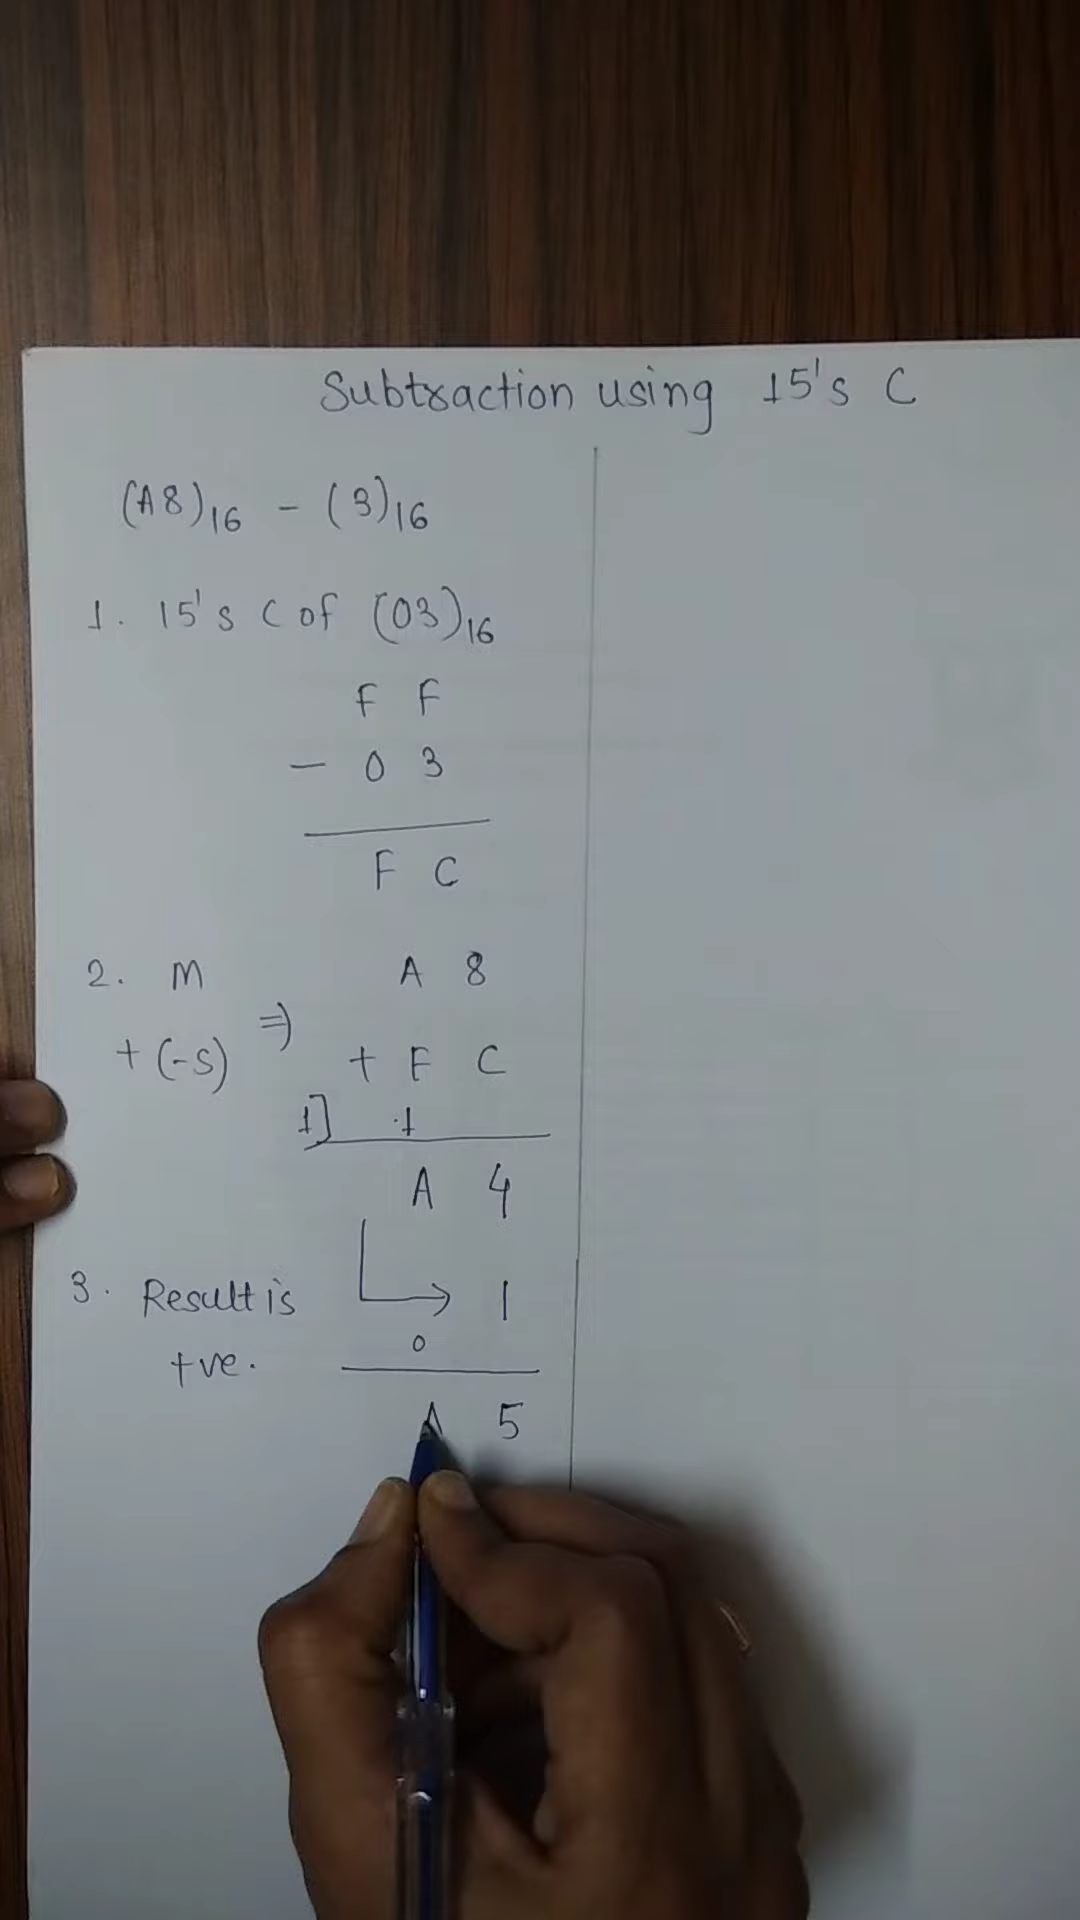 Subtraction using 15's C
(A8)16 - (3)16
1. 15's C of (03)16
F F
- 0 3
F C
2. M A 8
+ (-S) ⇒ + F C
1] 1
A 4
3. Result is → 1
+ve. 0
A 5